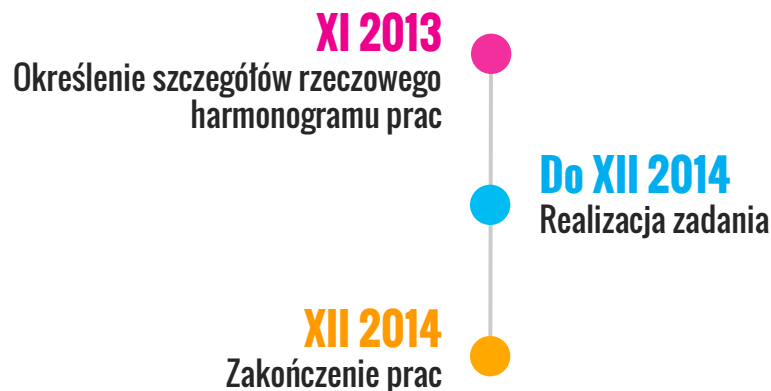 XI 2013
Określenie szczegółów rzeczowego
harmonogramu prac
Do XII 2014
Realizacja zadania
XII 2014
Zakończenie prac